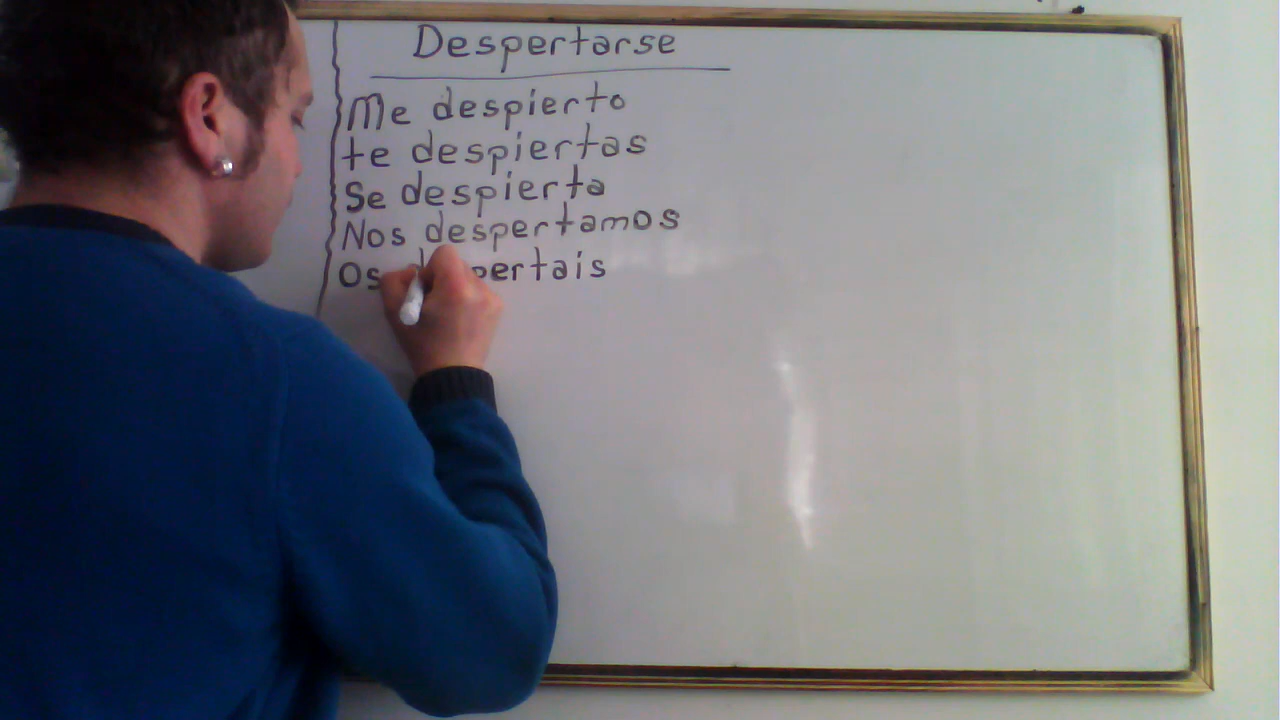 Despertarse
Me despierto
te despiertas
Se despierta
Nos despertamos
Os